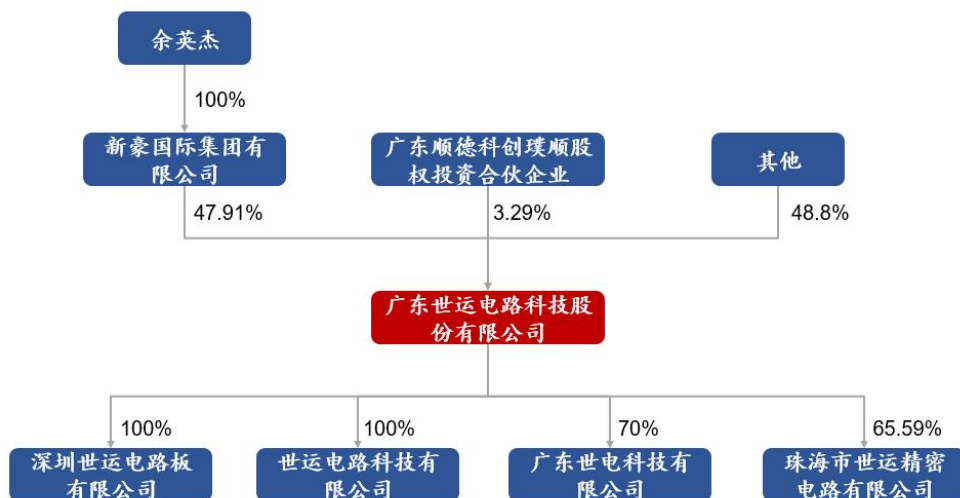 余英杰
100%
新豪国际集团有
限公司
广东顺德科创璞顺股
权投资合伙企业
其他
47.91%
3.29%
48.8%
广东世运电路科技股
份有限公司
100%
100%
70%
65.59%
深圳世运电路板
有限公司
世运电路科技有
限公司
广东世电科技有
限公司
珠海市世运精密
电路有限公司